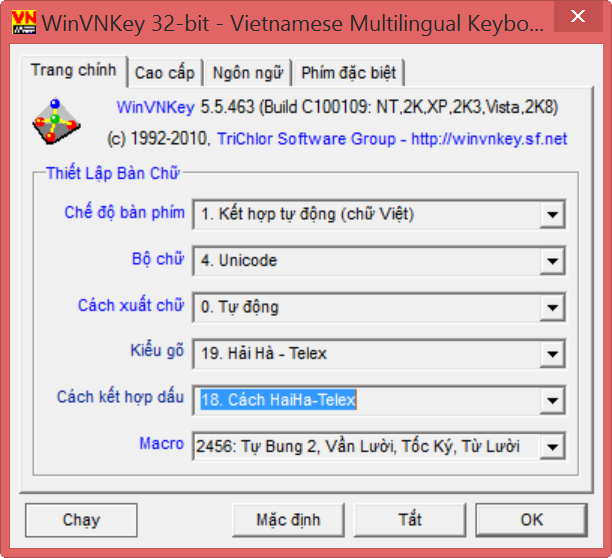 WinVNKey 32-bit - Vietnamese Multilingual Keybo...
Trang chính Cao cấp Ngôn ngữ Phím đặc biệt
WinVNKey 5.5.463 (Build C100109: NT,2K,XP,2K3,Vista,2K8)
(c) 1992-2010, TriChlor Software Group - http://winvnkey.sf.net
Thiết Lập Bàn Chữ
Chế độ bàn phím 1. Kết hợp tự động (chữ Việt)
Bộ chữ 4. Unicode
Cách xuất chữ 0. Tự động
Kiểu gõ 19. Hải Hà - Telex
Cách kết hợp dấu 18. Cách HaiHa-Telex
Macro 2456: Tự Bung 2, Vần Lười, Tốc Ký, Từ Lười
Chạy Mặc định Tắt OK